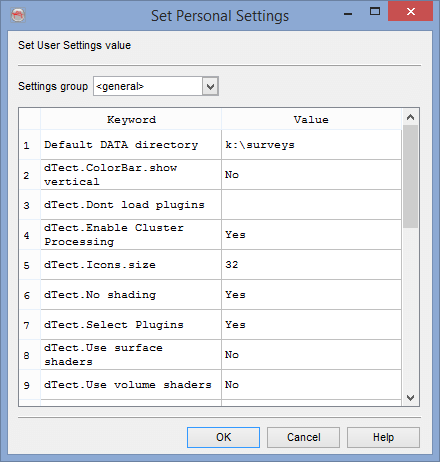 Set Personal Settings
Set User Settings value
Settings group <general>
Keyword Value
1 Default DATA directory k:\surveys
2 dTect.ColorBar.show
vertical No
3 dTect.Dont load plugins
4 dTect.Enable Cluster
Processing Yes
5 dTect.Icons.size 32
6 dTect.No shading Yes
7 dTect.Select Plugins Yes
8 dTect.Use surface
shaders No
9 dTect.Use volume shaders No
OK Cancel Help